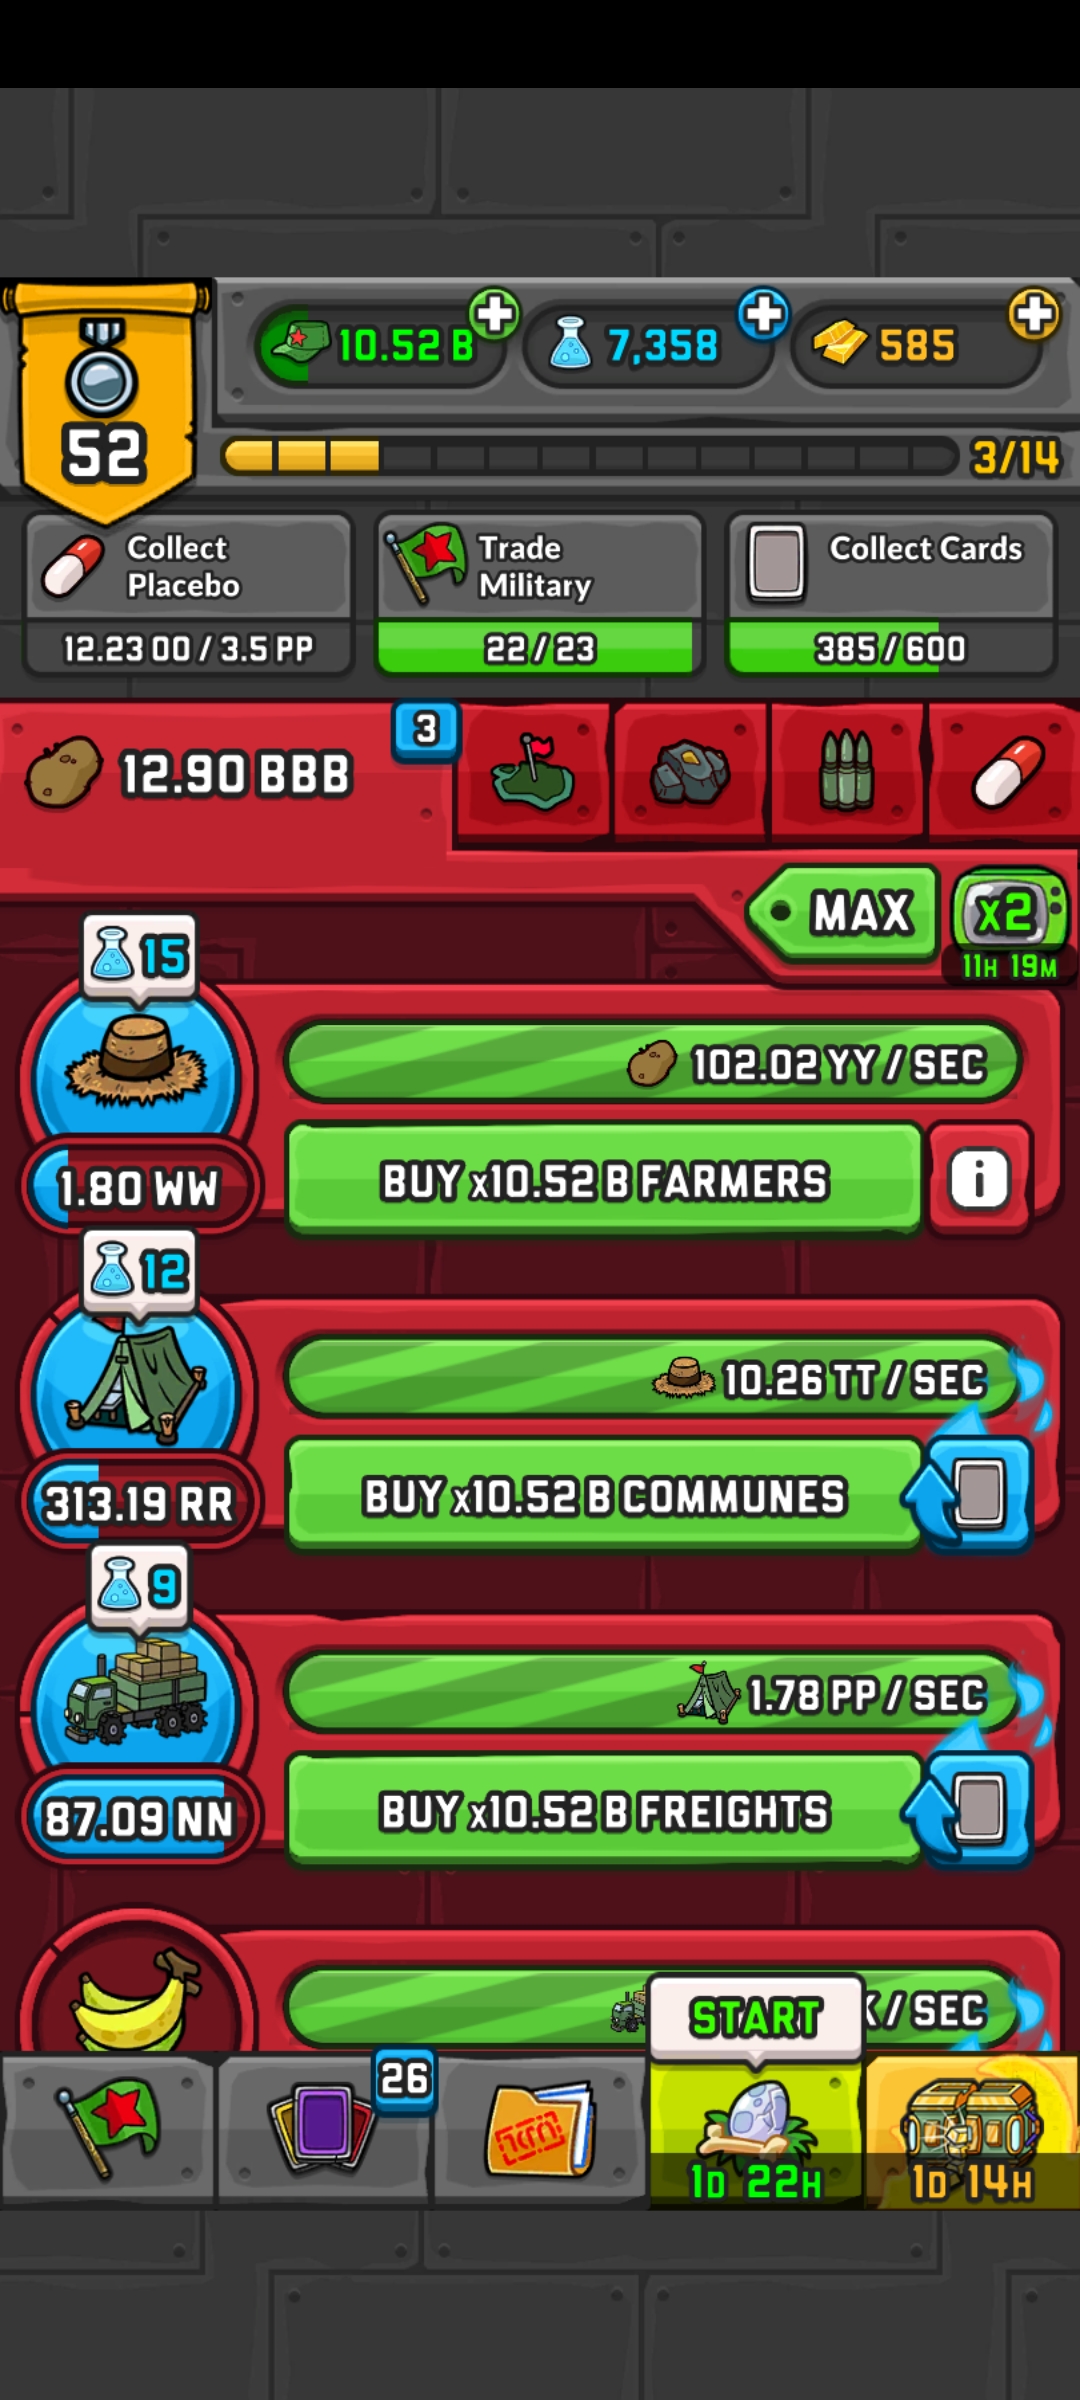 10.52 B
7,358
585
52
3/14
Collect
Placebo
12.23 OO / 3.5 PP
Trade
Military
22 / 23
Collect Cards
385 / 600
12.90 BBB
3
MAX
x2
11H 19M
15
102.02 YY / SEC
1.80 WW
BUY x10.52 B FARMERS
i
12
10.26 TT / SEC
313.19 RR
BUY x10.52 B COMMUNES
9
1.78 PP / SEC
87.09 NN
BUY x10.52 B FREIGHTS
/ SEC
START
26
1D 22H
1D 14H